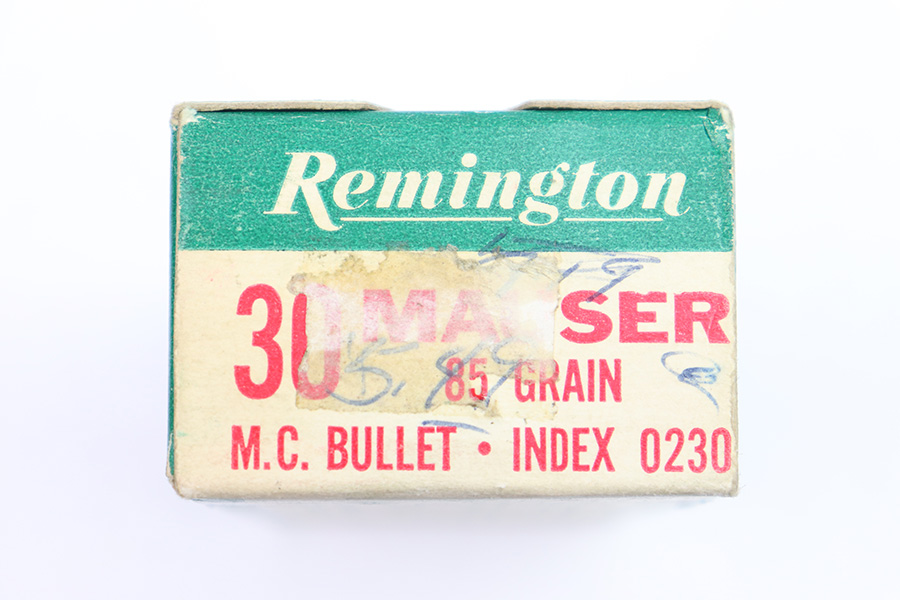 Remington
30 MAUSER
85 GRAIN
M.C. BULLET • INDEX 0230